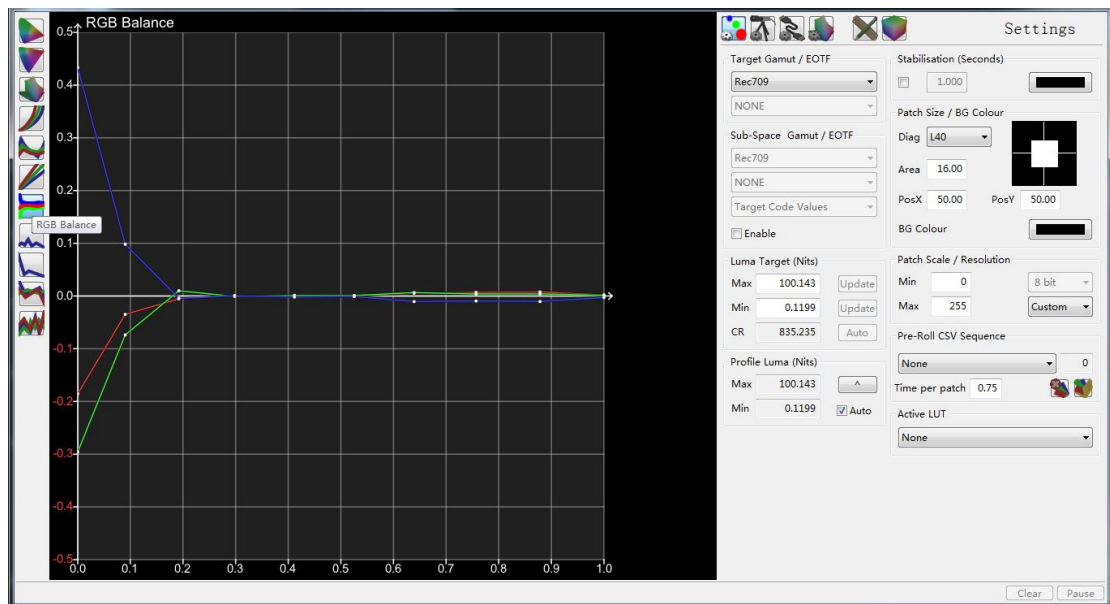 RGB Balance
0.5
0.4
0.3
0.2
0.1
0.0
-0.1
-0.2
-0.3
-0.4
-0.5
0.0 0.1 0.2 0.3 0.4 0.5 0.6 0.7 0.8 0.9 1.0
RGB Balance
Settings
Target Gamut / EOTF
Rec709
NONE
Sub-Space Gamut / EOTF
Rec709
NONE
Target Code Values
Enable
Luma Target (Nits)
Max 100.143 Update
Min 0.1199 Update
CR 835.235 Auto
Profile Luma (Nits)
Max 100.143 ^
Min 0.1199 Auto
Stabilisation (Seconds)
1.000
Patch Size / BG Colour
Diag L40
Area 16.00
PosX 50.00 PosY 50.00
BG Colour
Patch Scale / Resolution
Min 0 8 bit
Max 255 Custom
Pre-Roll CSV Sequence
None 0
Time per patch 0.75
Active LUT
None
Clear Pause